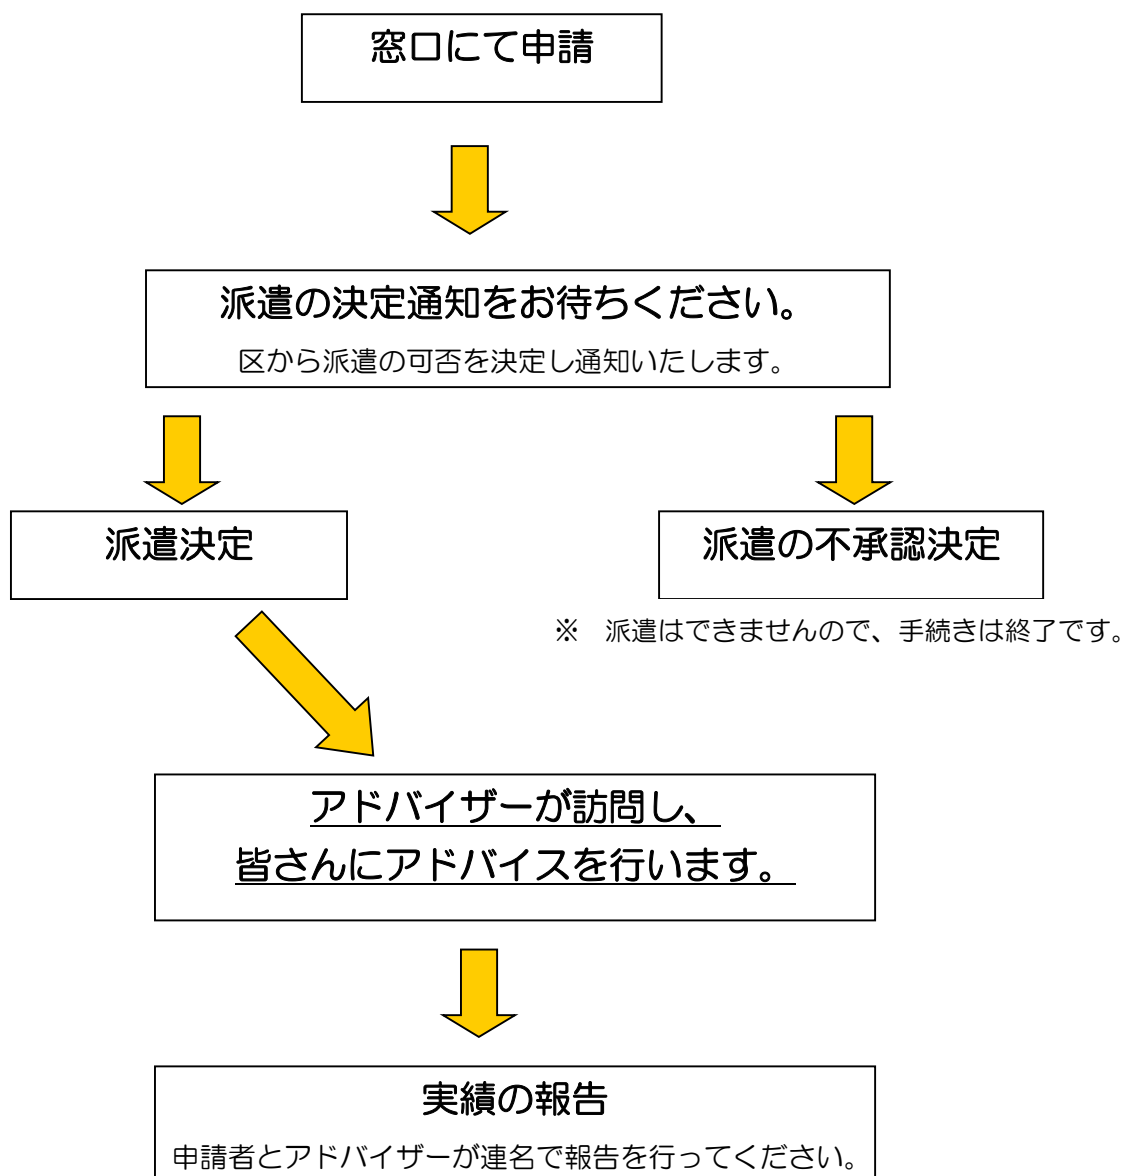 窓口にて申請
派遣の決定通知をお待ちください。
区から派遣の可否を決定し通知いたします。
派遣決定
派遣の不承認決定
※　派遣はできませんので、手続きは終了です。
アドバイザーが訪問し、
皆さんにアドバイスを行います。
実績の報告
申請者とアドバイザーが連名で報告を行ってください。